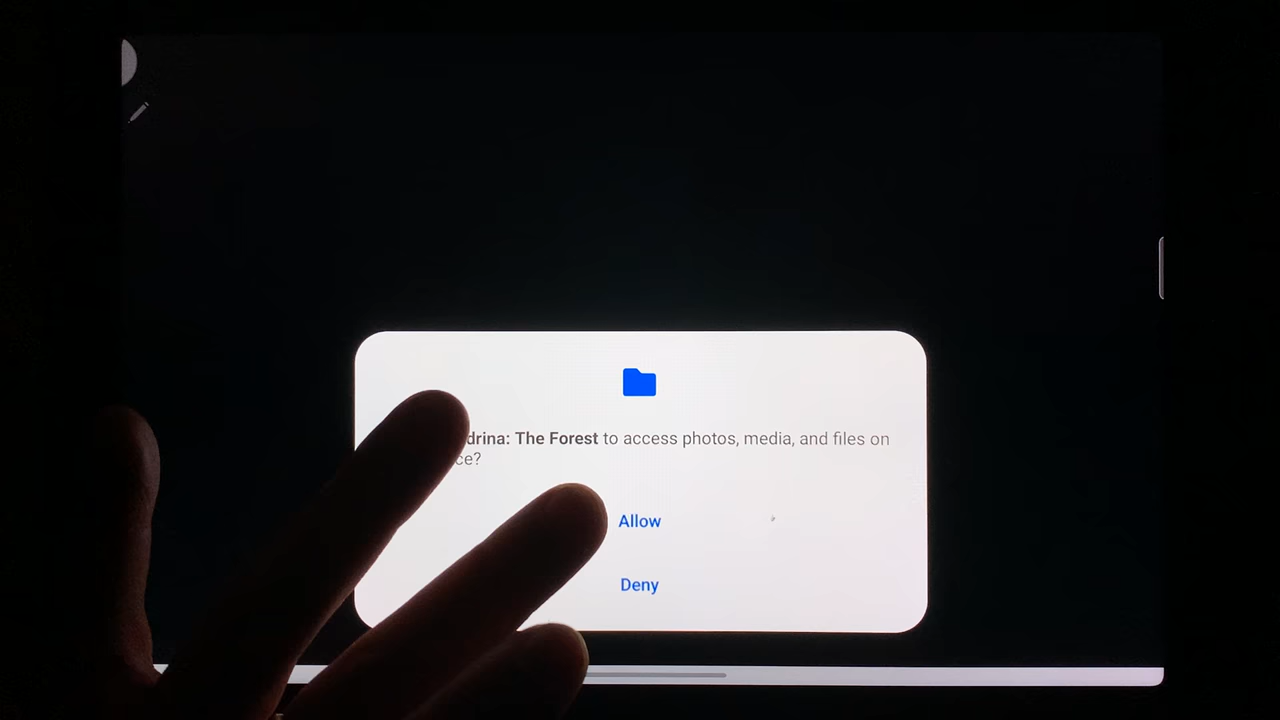 drina: The Forest to access photos, media, and files on
ce?
Allow
Deny